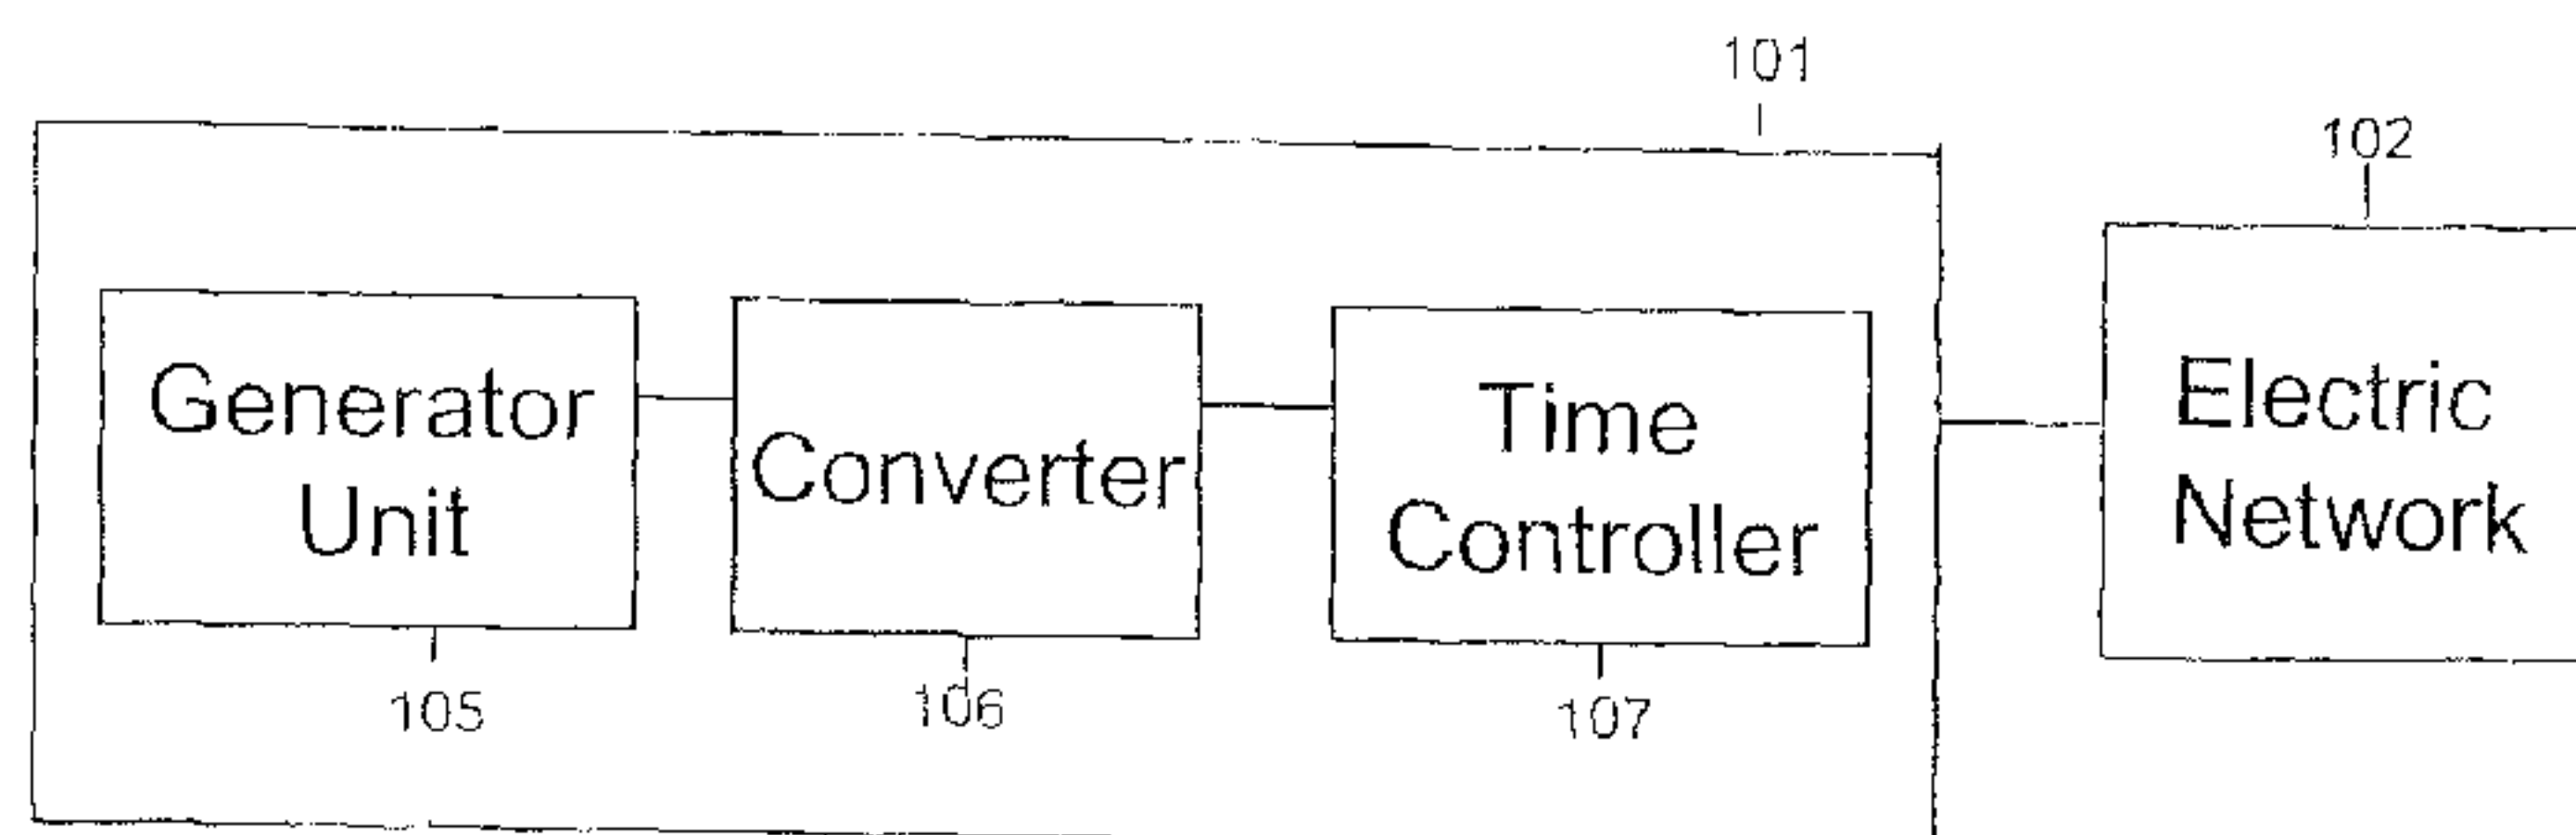 101
102
Generator
Unit
Converter
Time
Controller
Electric
Network
105
106
107